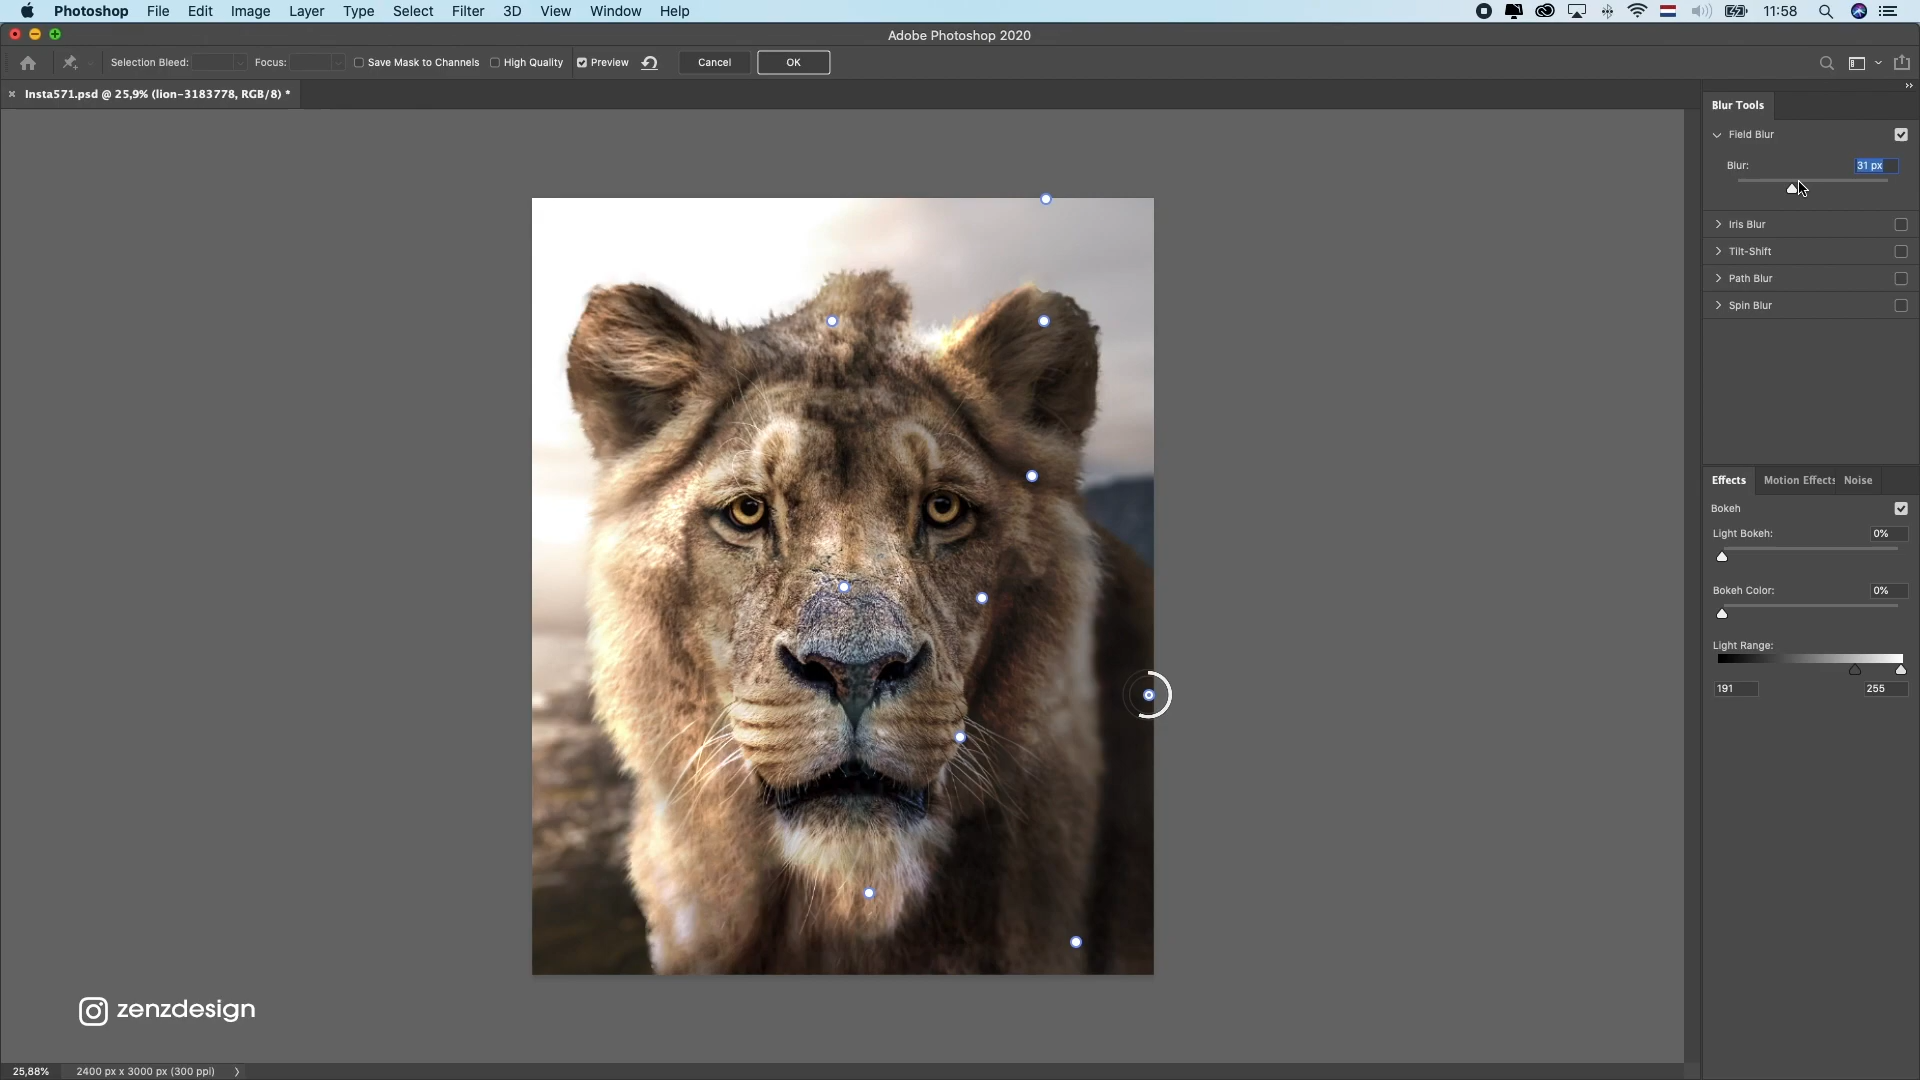 Photoshop File Edit Image Layer Type Select Filter 3D View Window Help 11:58
Adobe Photoshop 2020
Selection Bleed: Focus: Save Mask to Channels High Quality Preview Cancel OK
Insta571.psd @ 25,9% (lion-3183778, RGB/8) *
Blur Tools
Field Blur
Blur: 31 px
Iris Blur
Tilt-Shift
Path Blur
Spin Blur
Effects Motion Effects Noise
Bokeh
Light Bokeh: 0%
Bokeh Color: 0%
Light Range:
191 255
zenzdesign
25,88% 2400 px x 3000 px (300 ppi)